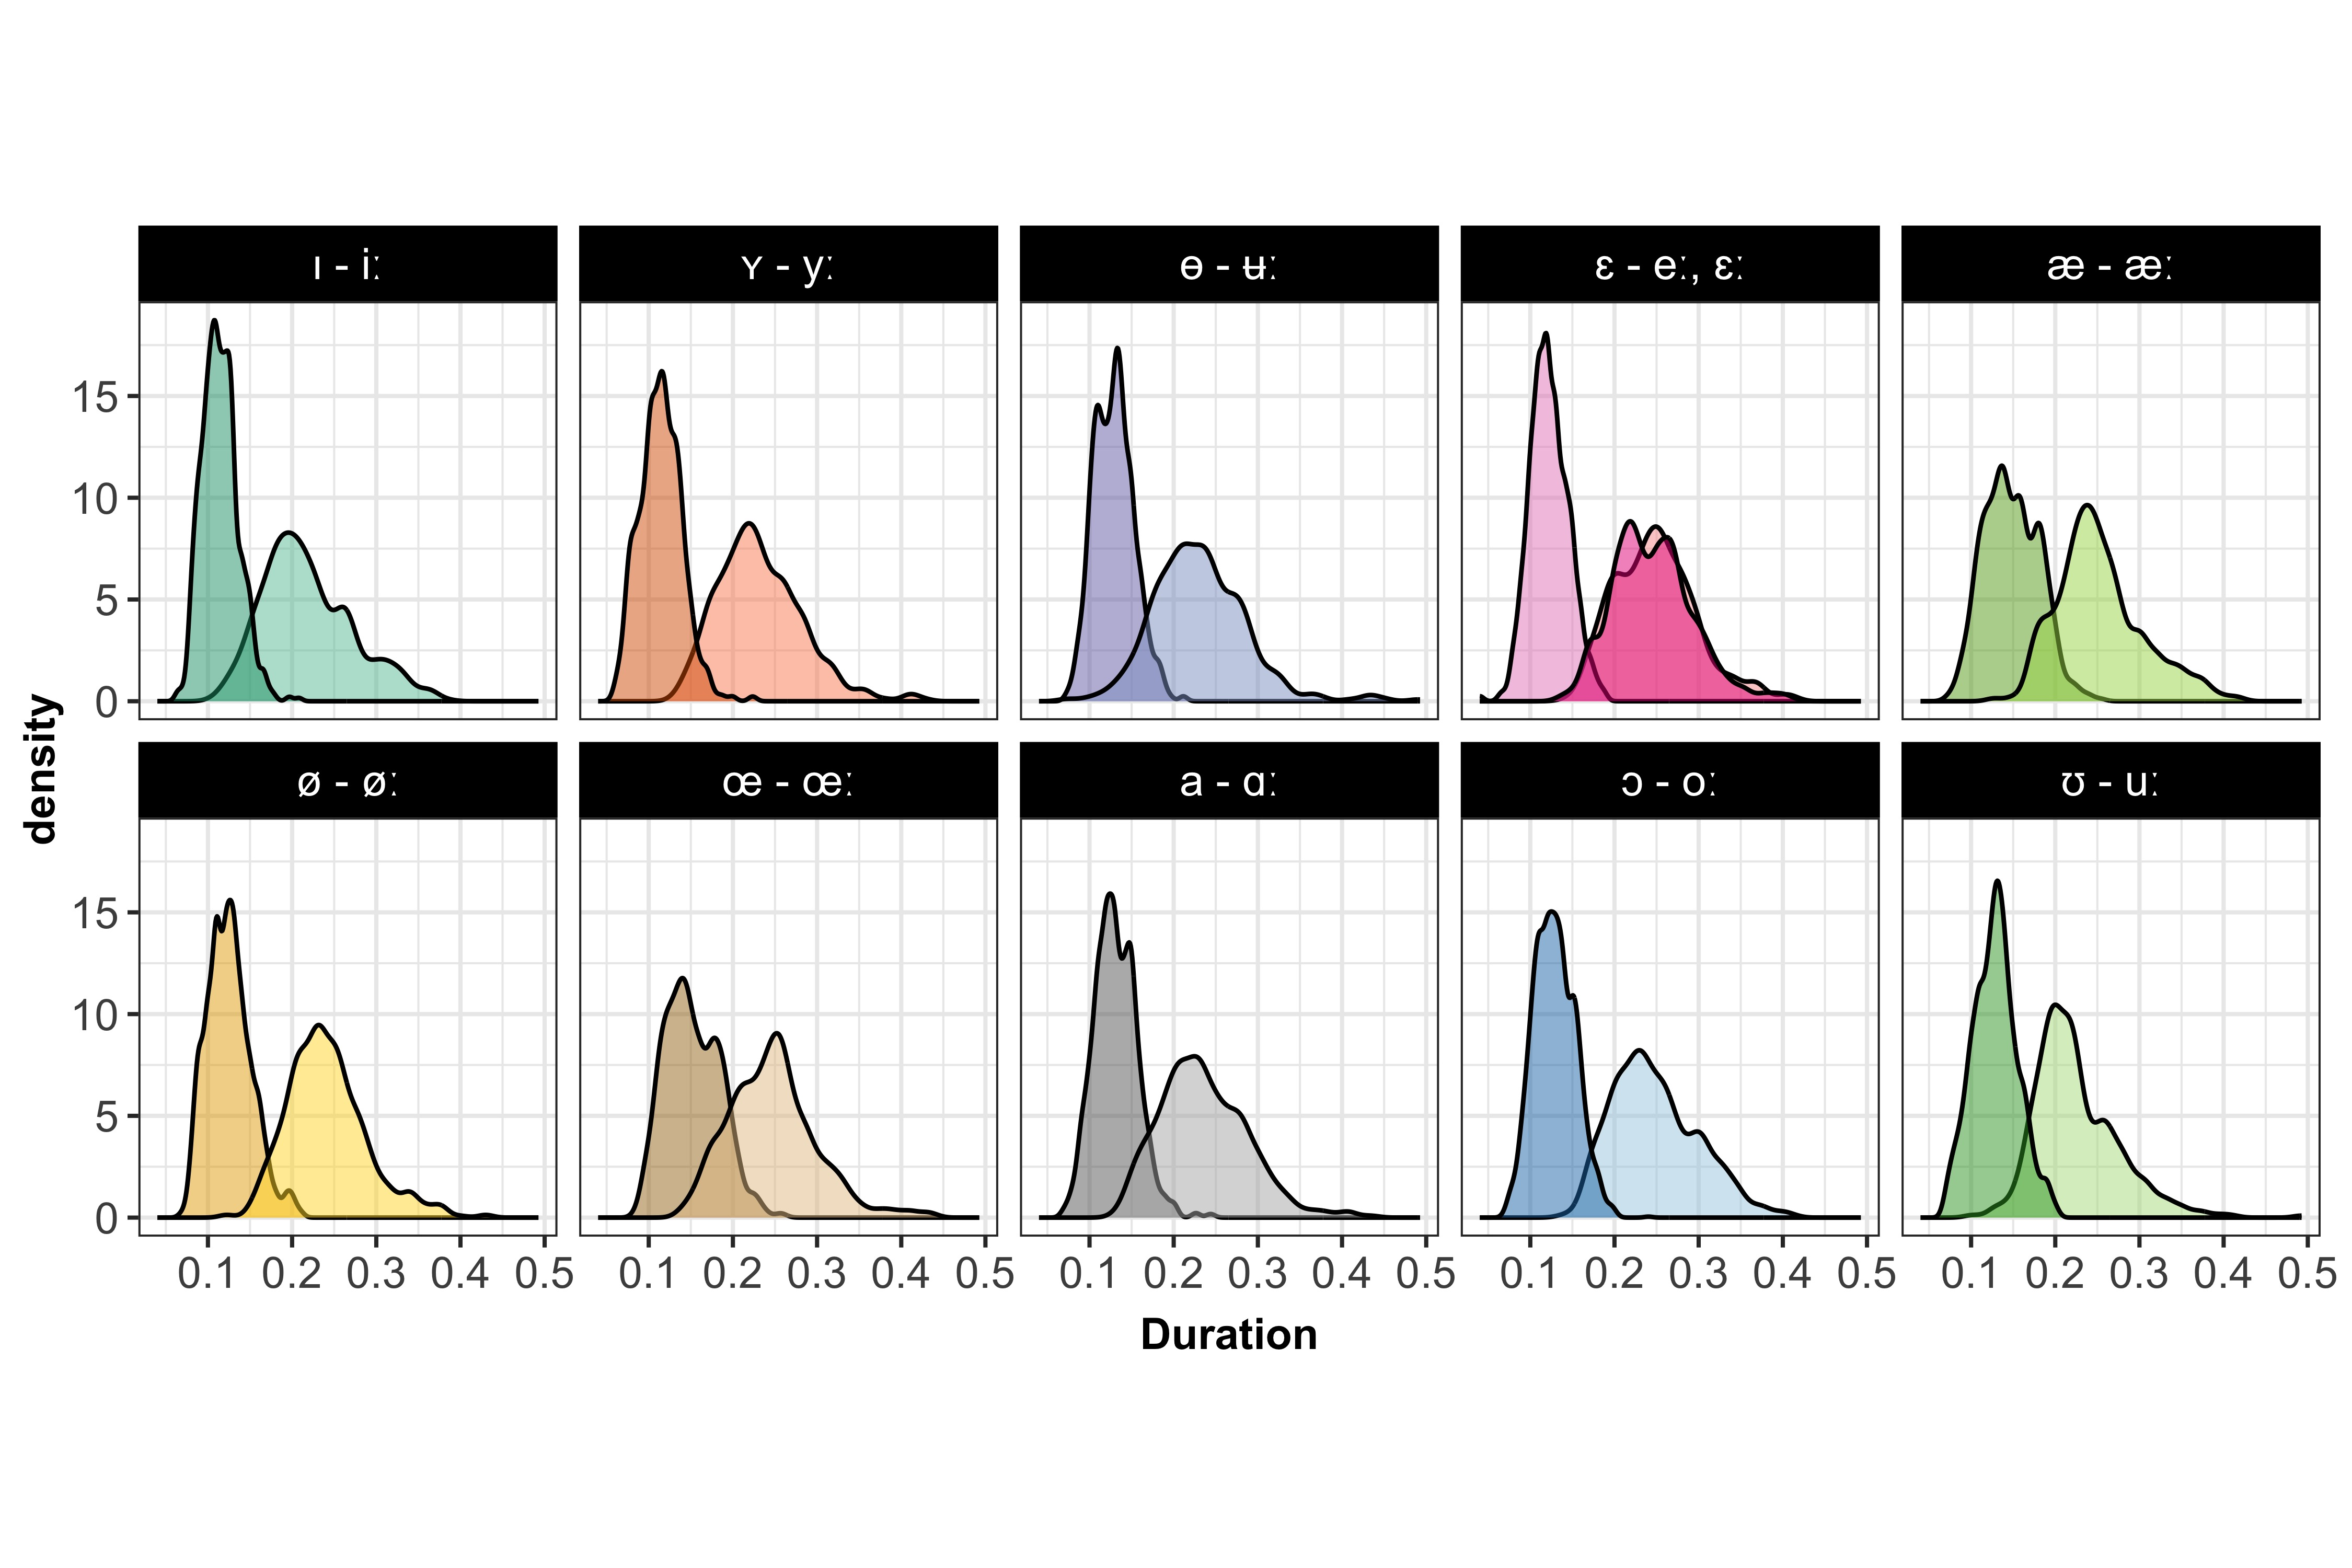 ɪ - iː
ʏ - yː
ɵ - ʉː
ɛ - eː, ɛː
æ - æː
15
10
5
0
density
ø - øː
œ - œː
a - ɑː
ɔ - oː
ʊ - uː
15
10
5
0
0.1 0.2 0.3 0.4 0.5
0.1 0.2 0.3 0.4 0.5
0.1 0.2 0.3 0.4 0.5
0.1 0.2 0.3 0.4 0.5
0.1 0.2 0.3 0.4 0.5
Duration